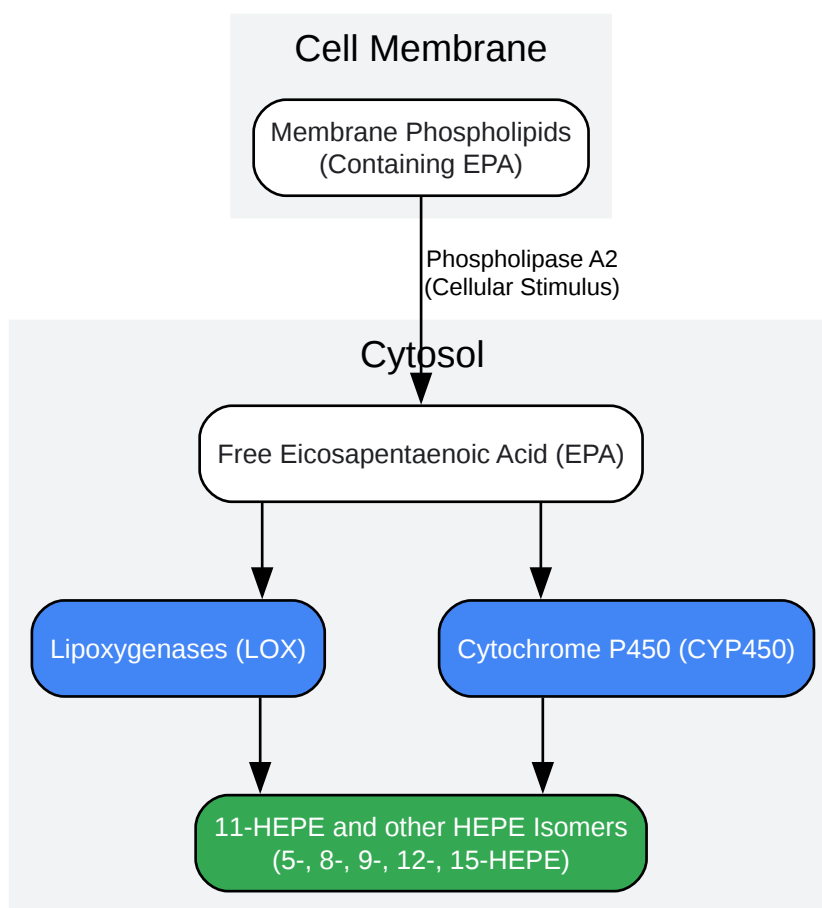 Cell Membrane
Membrane Phospholipids
(Containing EPA)
Phospholipase A2
(Cellular Stimulus)
Cytosol
Free Eicosapentaenoic Acid (EPA)
Lipoxygenases (LOX)
Cytochrome P450 (CYP450)
11-HEPE and other HEPE Isomers
(5-, 8-, 9-, 12-, 15-HEPE)